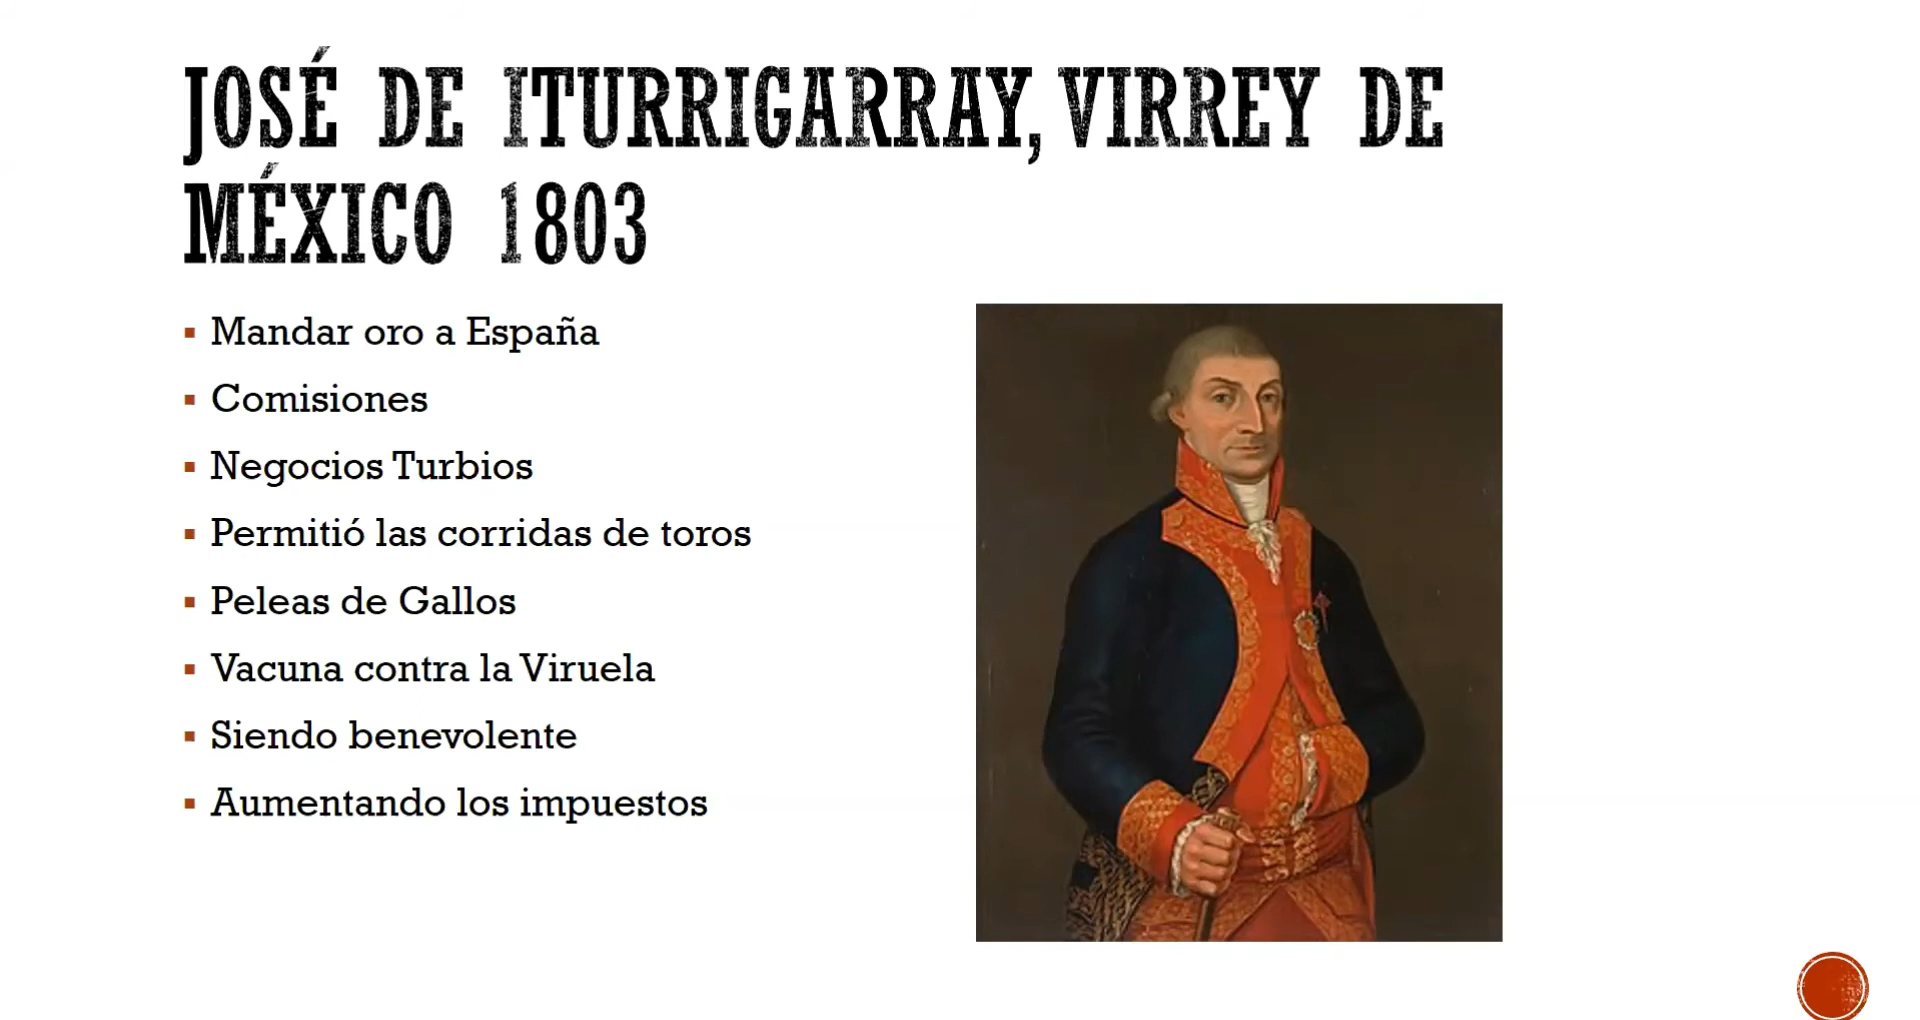 JOSÉ DE ITURRIGARRAY, VIRREY DE
MÉXICO 1803
Mandar oro a España
Comisiones
Negocios Turbios
Permitió las corridas de toros
Peleas de Gallos
Vacuna contra la Viruela
Siendo benevolente
Aumentando los impuestos